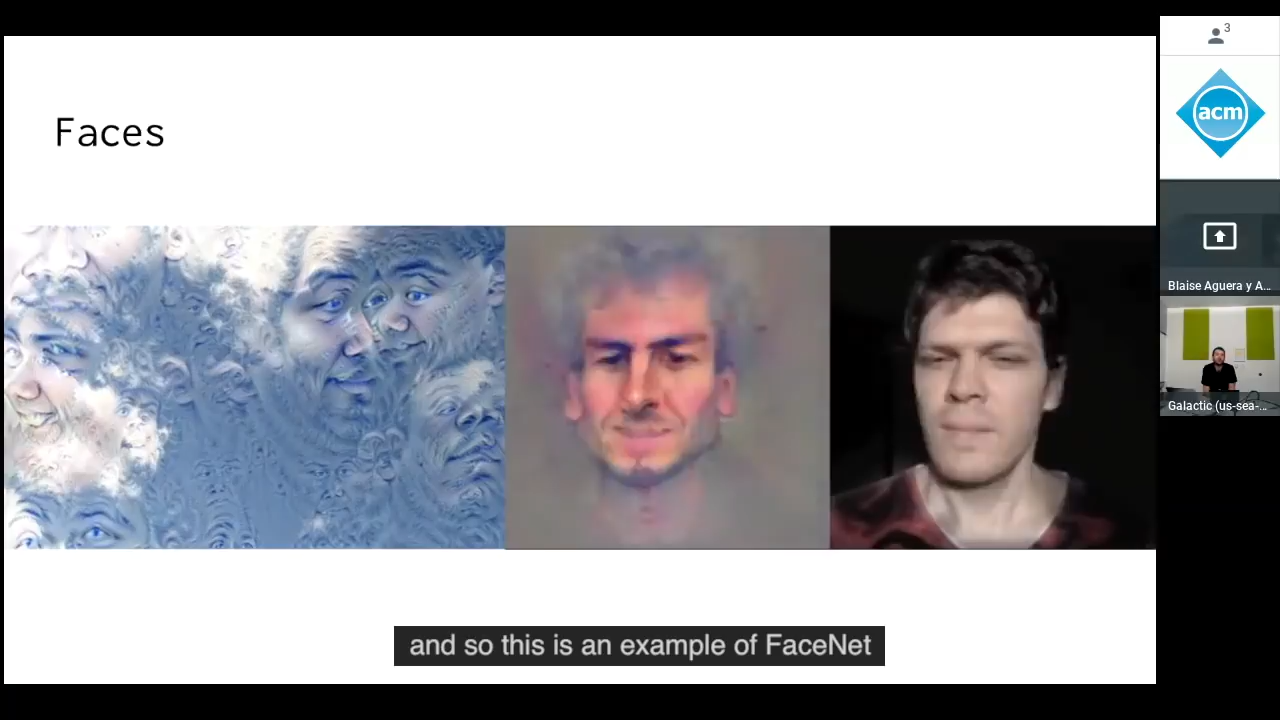 Faces
3
acm
Blaise Aguera y A...
Galactic (us-sea-...
and so this is an example of FaceNet